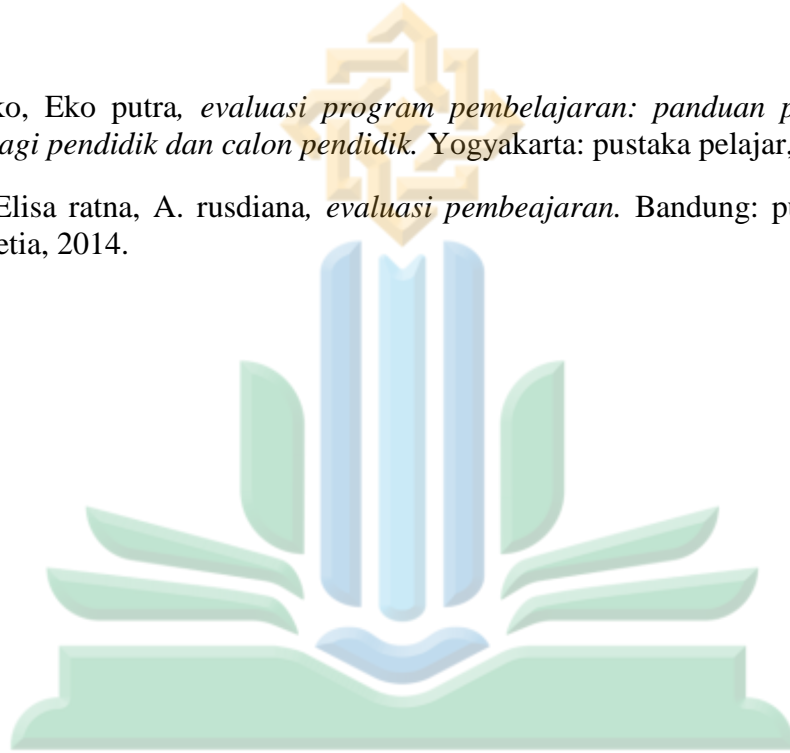 ko, Eko putra, evaluasi program pembelajaran: panduan p
agi pendidik dan calon pendidik. Yogyakarta: pustaka pelajar,
Elisa ratna, A. rusdiana, evaluasi pembeajaran. Bandung: pu
etia, 2014.